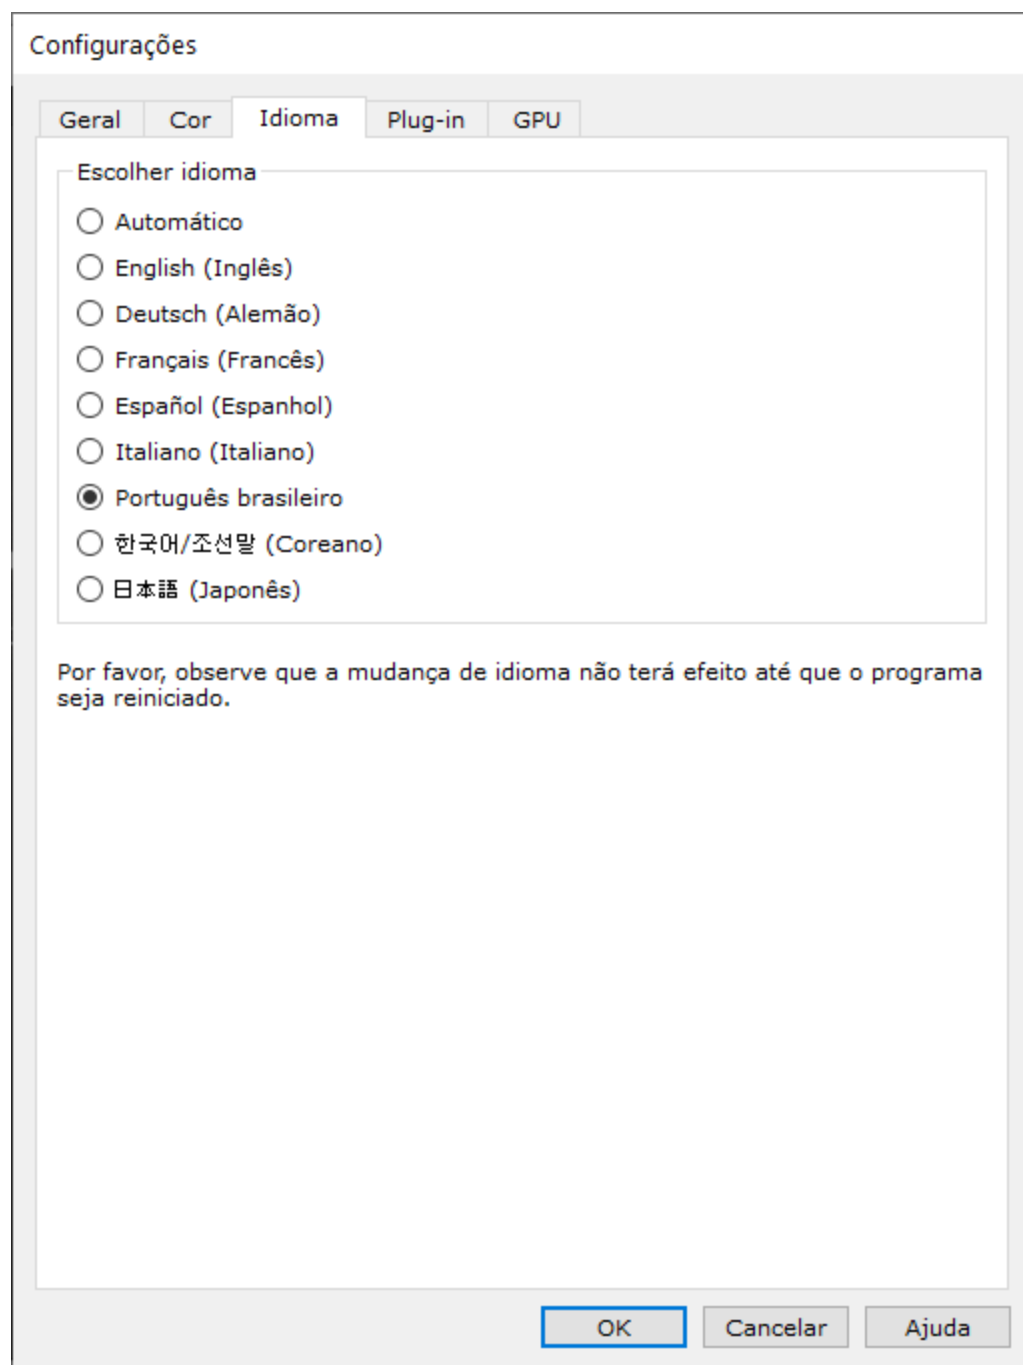 Configurações
Geral Cor Idioma Plug-in GPU
Escolher idioma
Automático
English (Inglês)
Deutsch (Alemão)
Français (Francês)
Español (Espanhol)
Italiano (Italiano)
Português brasileiro
한국어/조선말 (Coreano)
日本語 (Japonês)
Por favor, observe que a mudança de idioma não terá efeito até que o programa
seja reiniciado.
OK Cancelar Ajuda